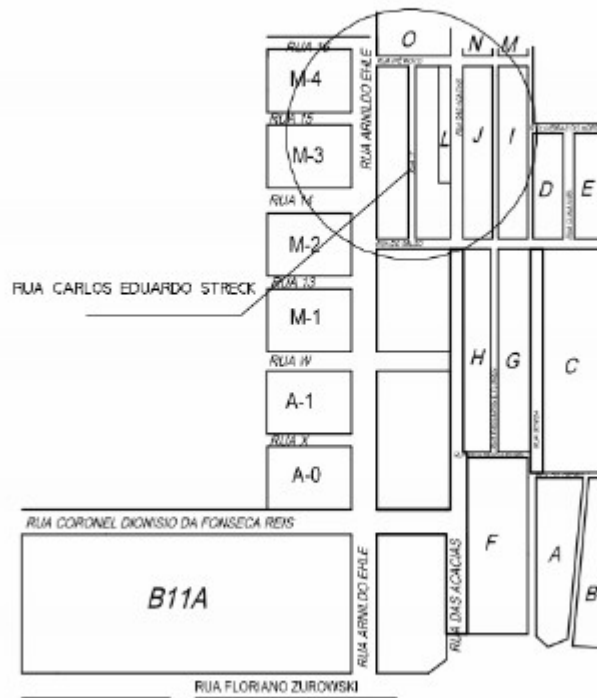 O
N
M
RUA 16
M-4
RUA ARNILDO EHLE
RUA 15
M-3
L
J
I
D
E
RUA 14
M-2
RUA CARLOS EDUARDO STRECK
RUA 13
M-1
H
G
C
RUA W
A-1
RUA X
A-0
RUA CORONEL DIONISIO DA FONSECA REIS
F
A
B
B11A
RUA ARNILDO EHLE
RUA DAS ACACIAS
RUA FLORIANO ZUROWSKI